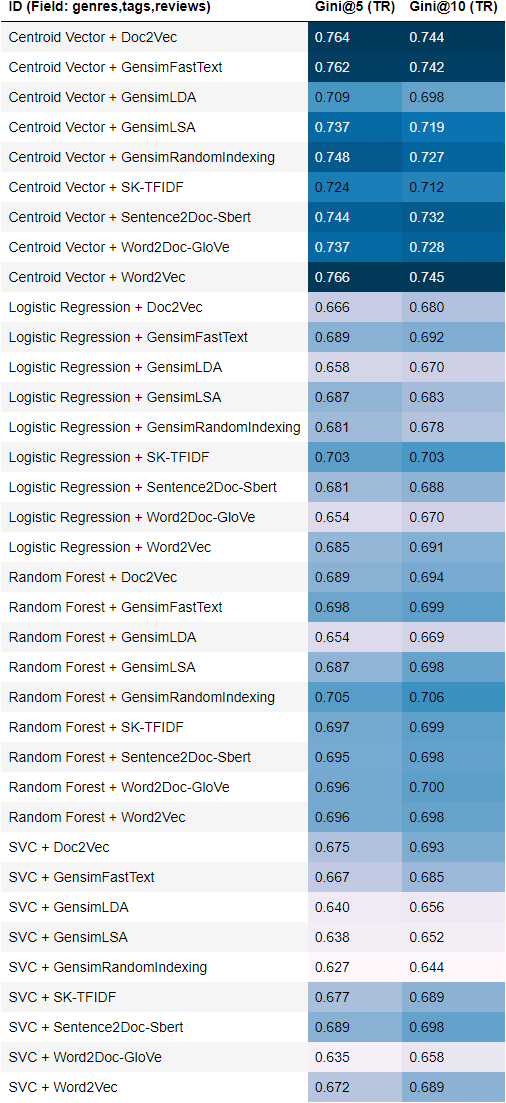 ID (Field: genres,tags,reviews) Gini@5 (TR) Gini@10 (TR)
Centroid Vector + Doc2Vec 0.764 0.744
Centroid Vector + GensimFastText 0.762 0.742
Centroid Vector + GensimLDA 0.709 0.698
Centroid Vector + GensimLSA 0.737 0.719
Centroid Vector + GensimRandomIndexing 0.748 0.727
Centroid Vector + SK-TFIDF 0.724 0.712
Centroid Vector + Sentence2Doc-Sbert 0.744 0.732
Centroid Vector + Word2Doc-GloVe 0.737 0.728
Centroid Vector + Word2Vec 0.766 0.745
Logistic Regression + Doc2Vec 0.666 0.680
Logistic Regression + GensimFastText 0.689 0.692
Logistic Regression + GensimLDA 0.658 0.670
Logistic Regression + GensimLSA 0.687 0.683
Logistic Regression + GensimRandomIndexing 0.681 0.678
Logistic Regression + SK-TFIDF 0.703 0.703
Logistic Regression + Sentence2Doc-Sbert 0.681 0.688
Logistic Regression + Word2Doc-GloVe 0.654 0.670
Logistic Regression + Word2Vec 0.685 0.691
Random Forest + Doc2Vec 0.689 0.694
Random Forest + GensimFastText 0.698 0.699
Random Forest + GensimLDA 0.654 0.669
Random Forest + GensimLSA 0.687 0.698
Random Forest + GensimRandomIndexing 0.705 0.706
Random Forest + SK-TFIDF 0.697 0.699
Random Forest + Sentence2Doc-Sbert 0.695 0.698
Random Forest + Word2Doc-GloVe 0.696 0.700
Random Forest + Word2Vec 0.696 0.698
SVC + Doc2Vec 0.675 0.693
SVC + GensimFastText 0.667 0.685
SVC + GensimLDA 0.640 0.656
SVC + GensimLSA 0.638 0.652
SVC + GensimRandomIndexing 0.627 0.644
SVC + SK-TFIDF 0.677 0.689
SVC + Sentence2Doc-Sbert 0.689 0.698
SVC + Word2Doc-GloVe 0.635 0.658
SVC + Word2Vec 0.672 0.689